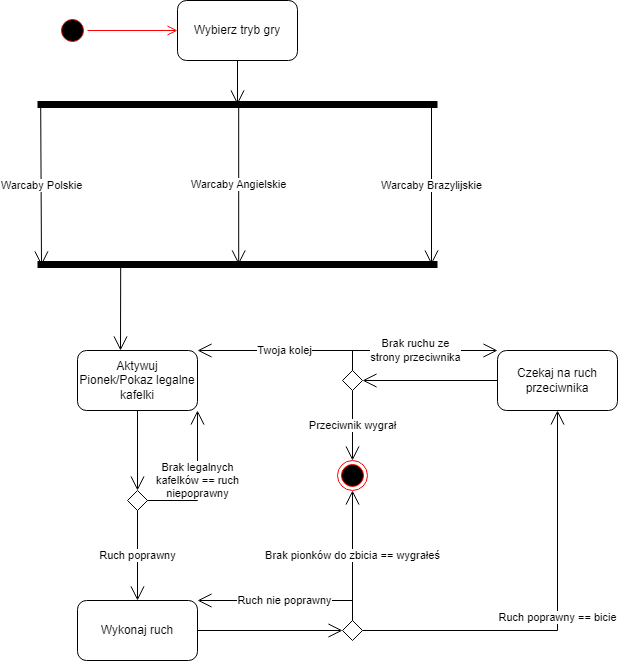 Wybierz tryb gry
Warcaby Polskie
Warcaby Angielskie
Warcaby Brazylijskie
Twoja kolej
Brak ruchu ze
strony przeciwnika
Aktywuj
Pionek/Pokaz legalne
kafelki
Czekaj na ruch
przeciwnika
Przeciwnik wygrał
Brak legalnych
kafelków == ruch
niepoprawny
Ruch poprawny
Brak pionków do zbicia == wygrałeś
Ruch nie poprawny
Ruch poprawny == bicie
Wykonaj ruch